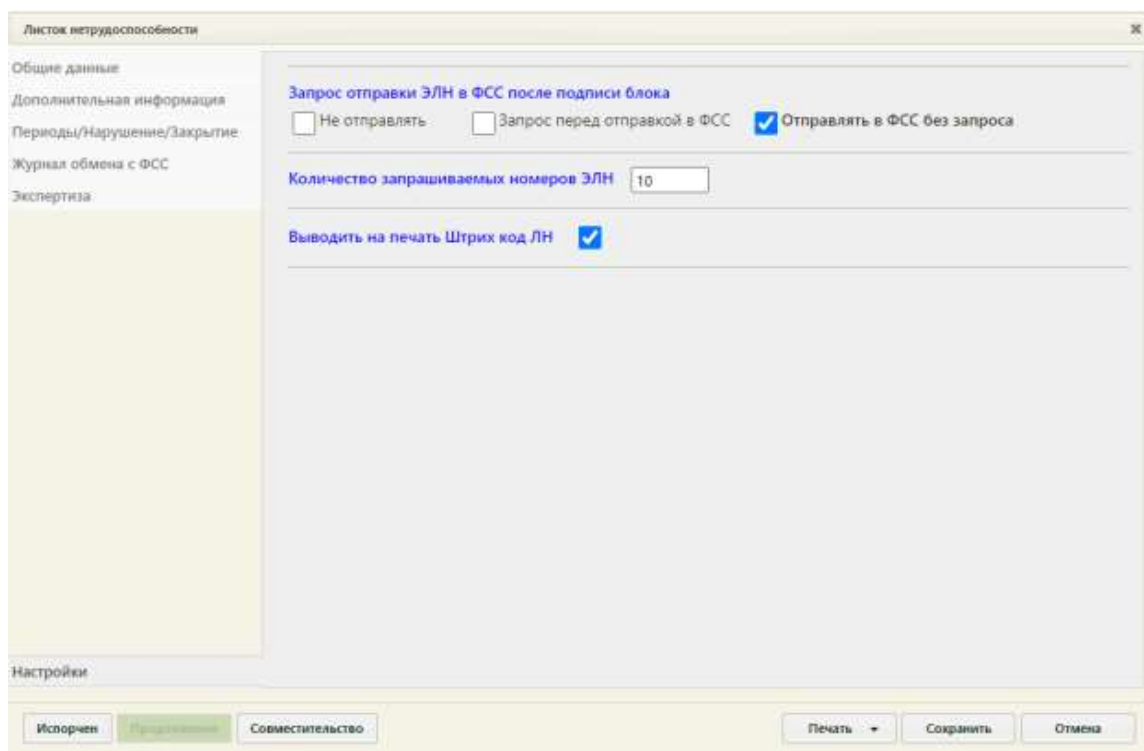 Листок нетрудоспособности
Общие данные
Дополнительная информация
Периоды/Нарушение/Закрытие
Журнал обмена с ФСС
Экспертиза
Запрос отправки ЭЛН в ФСС после подписи блока
Не отправлять Запрос перед отправкой в ФСС Отправлять в ФСС без запроса
Количество запрашиваемых номеров ЭЛН 10
Выводить на печать Штрих код ЛН
Настройки
Испорчен Совместительство Печать Сохранить Отмена